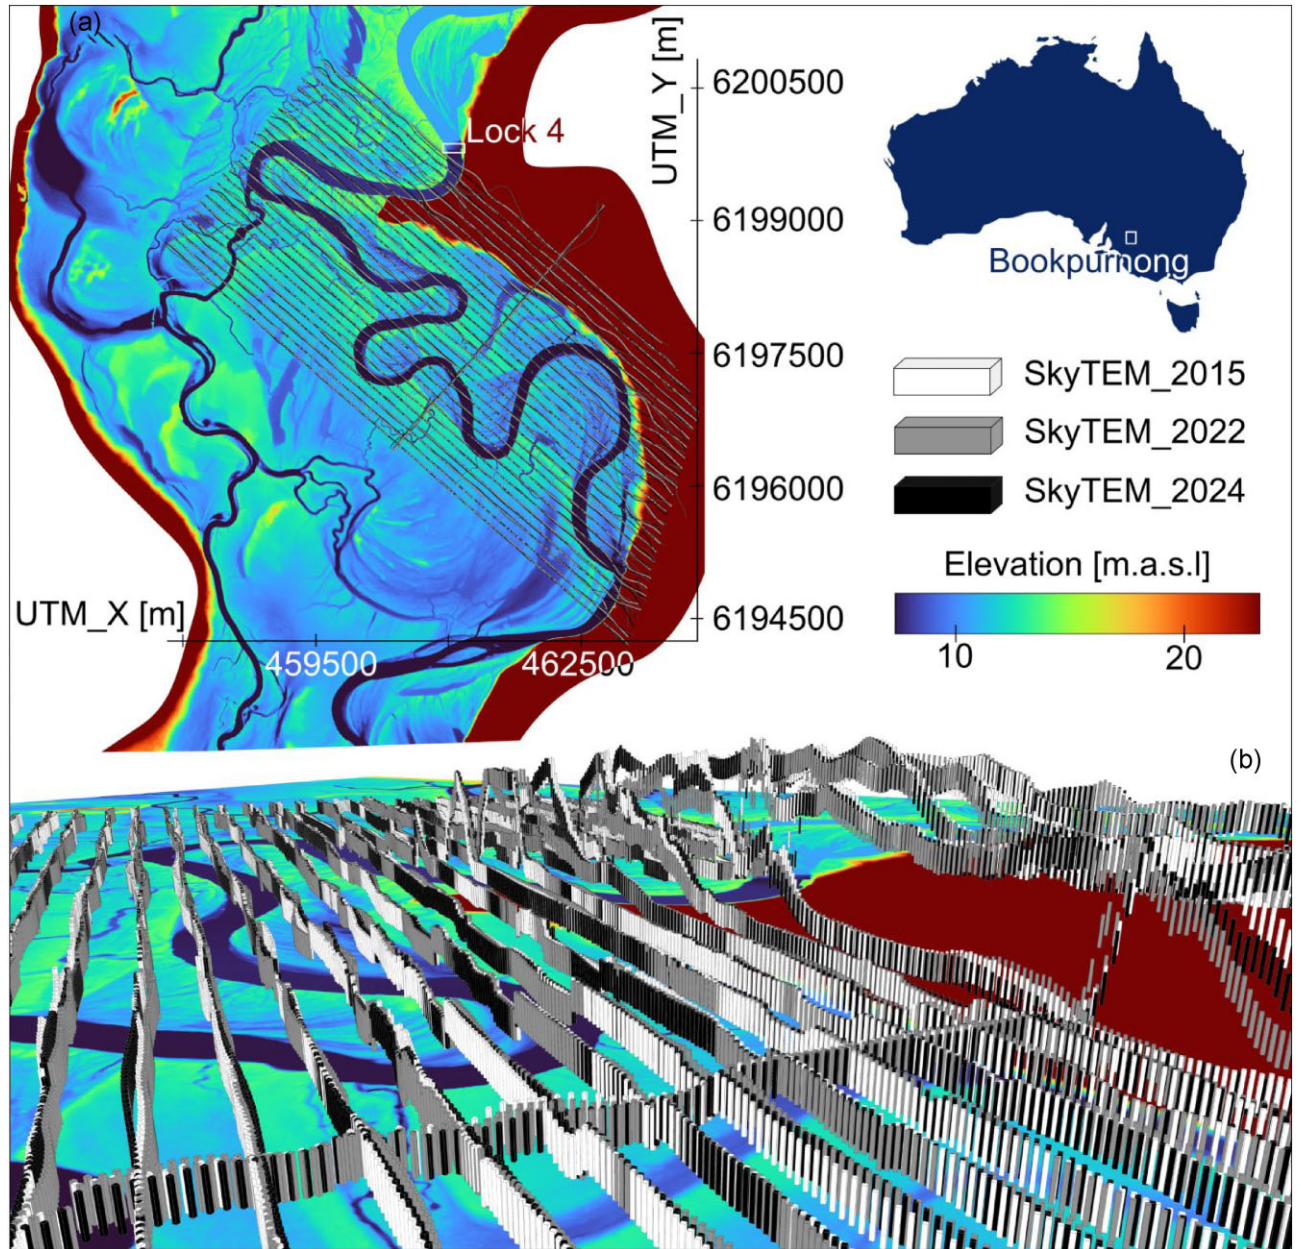 (a)
Lock 4
UTM_Y [m]
6200500
6199000
6197500
6196000
6194500
UTM_X [m]
459500
462500
Bookpurnong
SkyTEM_2015
SkyTEM_2022
SkyTEM_2024
Elevation [m.a.s.l]
10
20
(b)